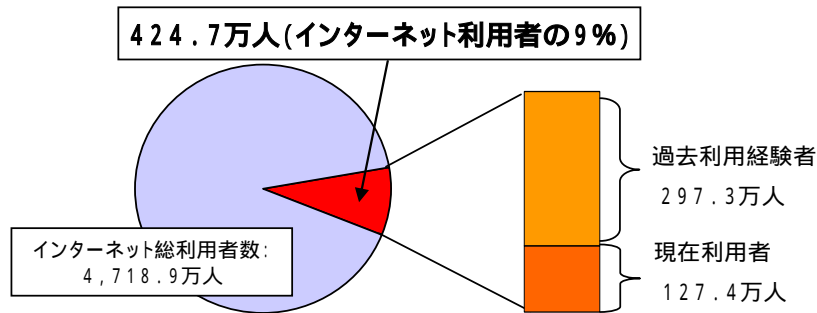 424.7万人(インターネット利用者の9%)
過去利用経験者
297.3万人
インターネット総利用者数:
4,718.9万人
現在利用者
127.4万人